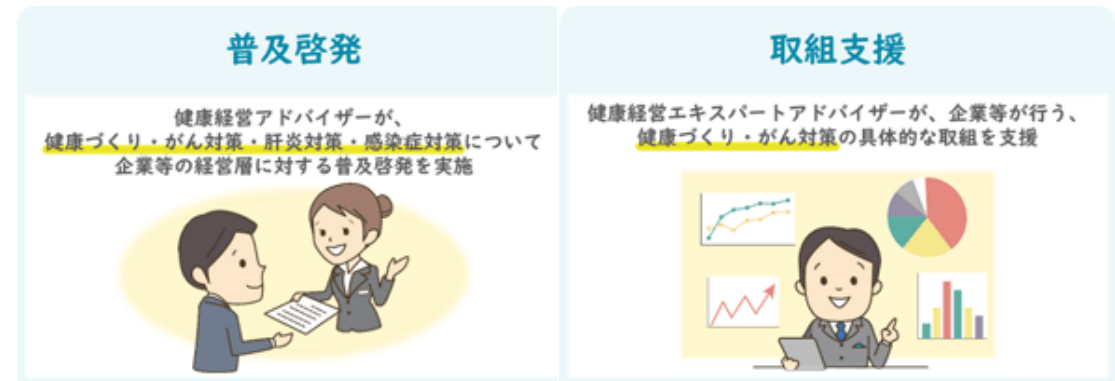 普及啓発
健康経営アドバイザーが、
健康づくり・がん対策・肝炎対策・感染症対策について
企業等の経営層に対する普及啓発を実施
取組支援
健康経営エキスパートアドバイザーが、企業等が行う、
健康づくり・がん対策の具体的な取組を支援